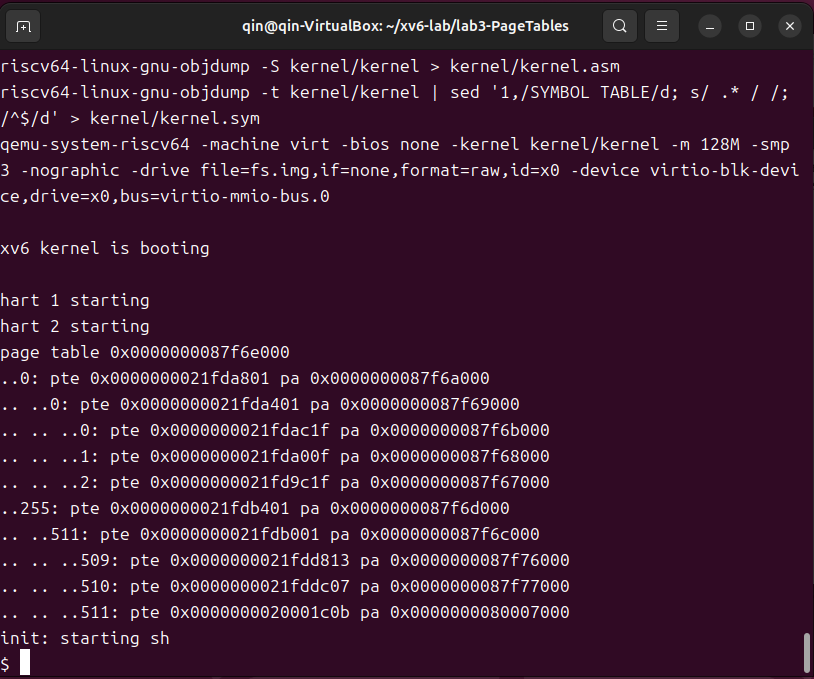 qin@qin-VirtualBox: ~/xv6-lab/lab3-PageTables
riscv64-linux-gnu-objdump -S kernel/kernel > kernel/kernel.asm
riscv64-linux-gnu-objdump -t kernel/kernel | sed '1,/SYMBOL TABLE/d; s/ .* / /;
/^$/d' > kernel/kernel.sym
qemu-system-riscv64 -machine virt -bios none -kernel kernel/kernel -m 128M -smp
3 -nographic -drive file=fs.img,if=none,format=raw,id=x0 -device virtio-blk-devi
ce,drive=x0,bus=virtio-mmio-bus.0
xv6 kernel is booting
hart 1 starting
hart 2 starting
page table 0x0000000087f6e000
..0: pte 0x0000000021fda801 pa 0x0000000087f6a000
.. ..0: pte 0x0000000021fda401 pa 0x0000000087f69000
.. .. ..0: pte 0x0000000021fdac1f pa 0x0000000087f6b000
.. .. ..1: pte 0x0000000021fda00f pa 0x0000000087f68000
.. .. ..2: pte 0x0000000021fd9c1f pa 0x0000000087f67000
..255: pte 0x0000000021fdb401 pa 0x0000000087f6d000
.. ..511: pte 0x0000000021fdb001 pa 0x0000000087f6c000
.. .. ..509: pte 0x0000000021fdd813 pa 0x0000000087f76000
.. .. ..510: pte 0x0000000021fddc07 pa 0x0000000087f77000
.. .. ..511: pte 0x0000000020001c0b pa 0x0000000080007000
init: starting sh
$